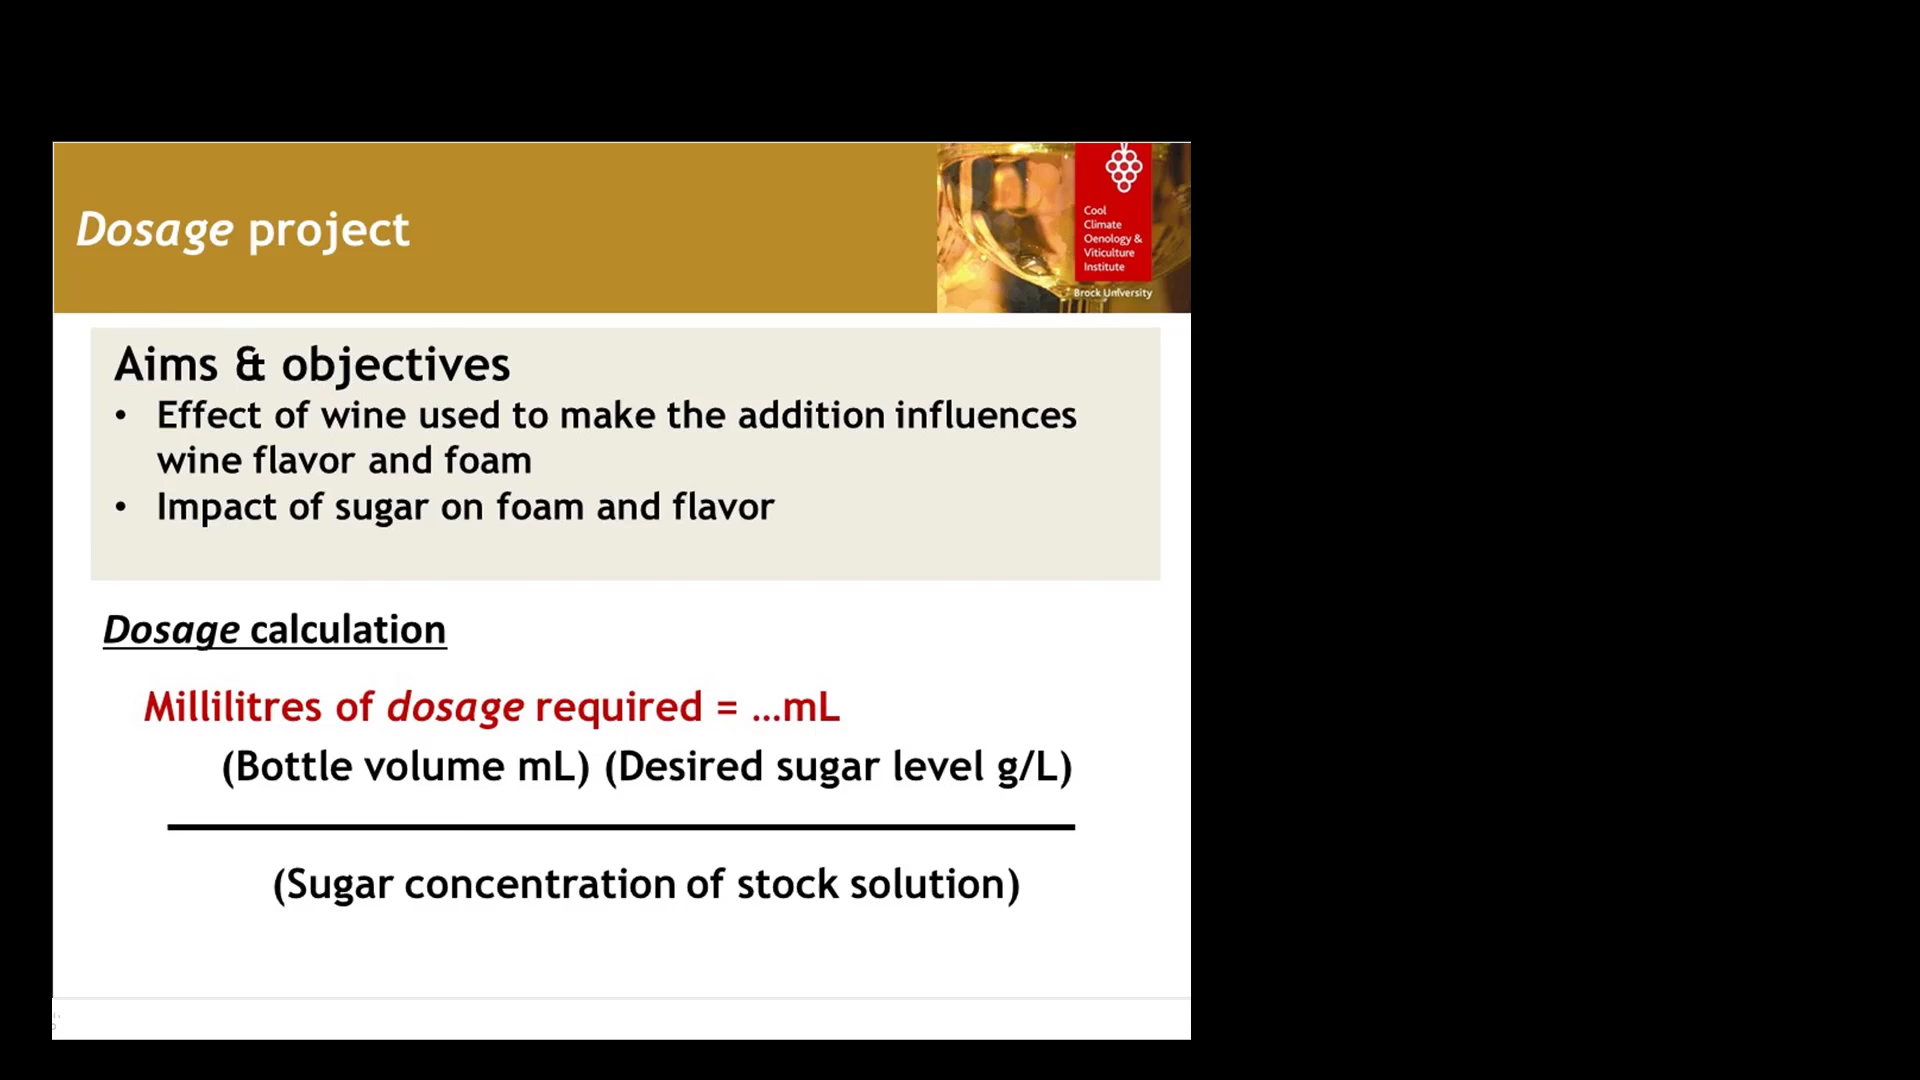 Dosage project
Cool
Climate
Oenology &
Viticulture
Institute
Brock University
Aims & objectives
• Effect of wine used to make the addition influences
wine flavor and foam
• Impact of sugar on foam and flavor
Dosage calculation
Millilitres of dosage required = ...mL
(Bottle volume mL) (Desired sugar level g/L)
(Sugar concentration of stock solution)